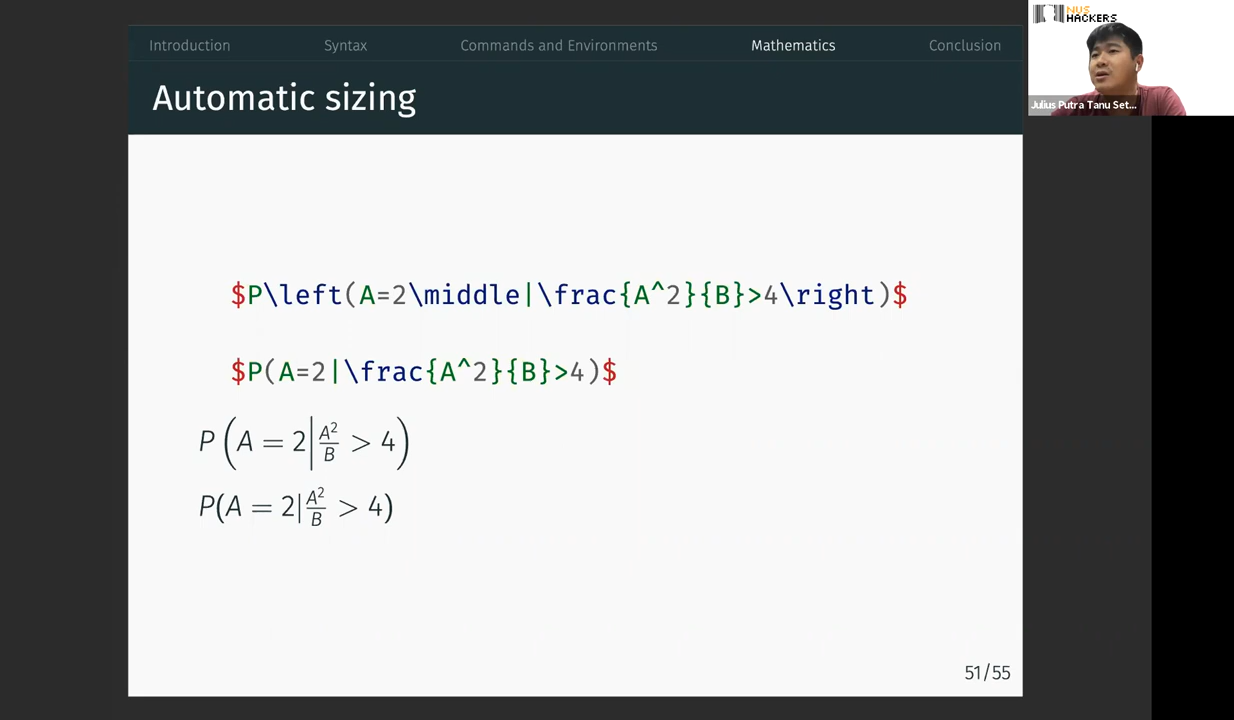 Introduction Syntax Commands and Environments Mathematics Conclusion
NUS
HACKERS
Julius Putra Tanu Set...
Automatic sizing
$P\left(A=2\middle|\frac{A^2}{B}>4\right)$
$P(A=2|\frac{A^2}{B}>4)$
P(A = 2|A²/B > 4)
P(A = 2|A²/B > 4)
51/55